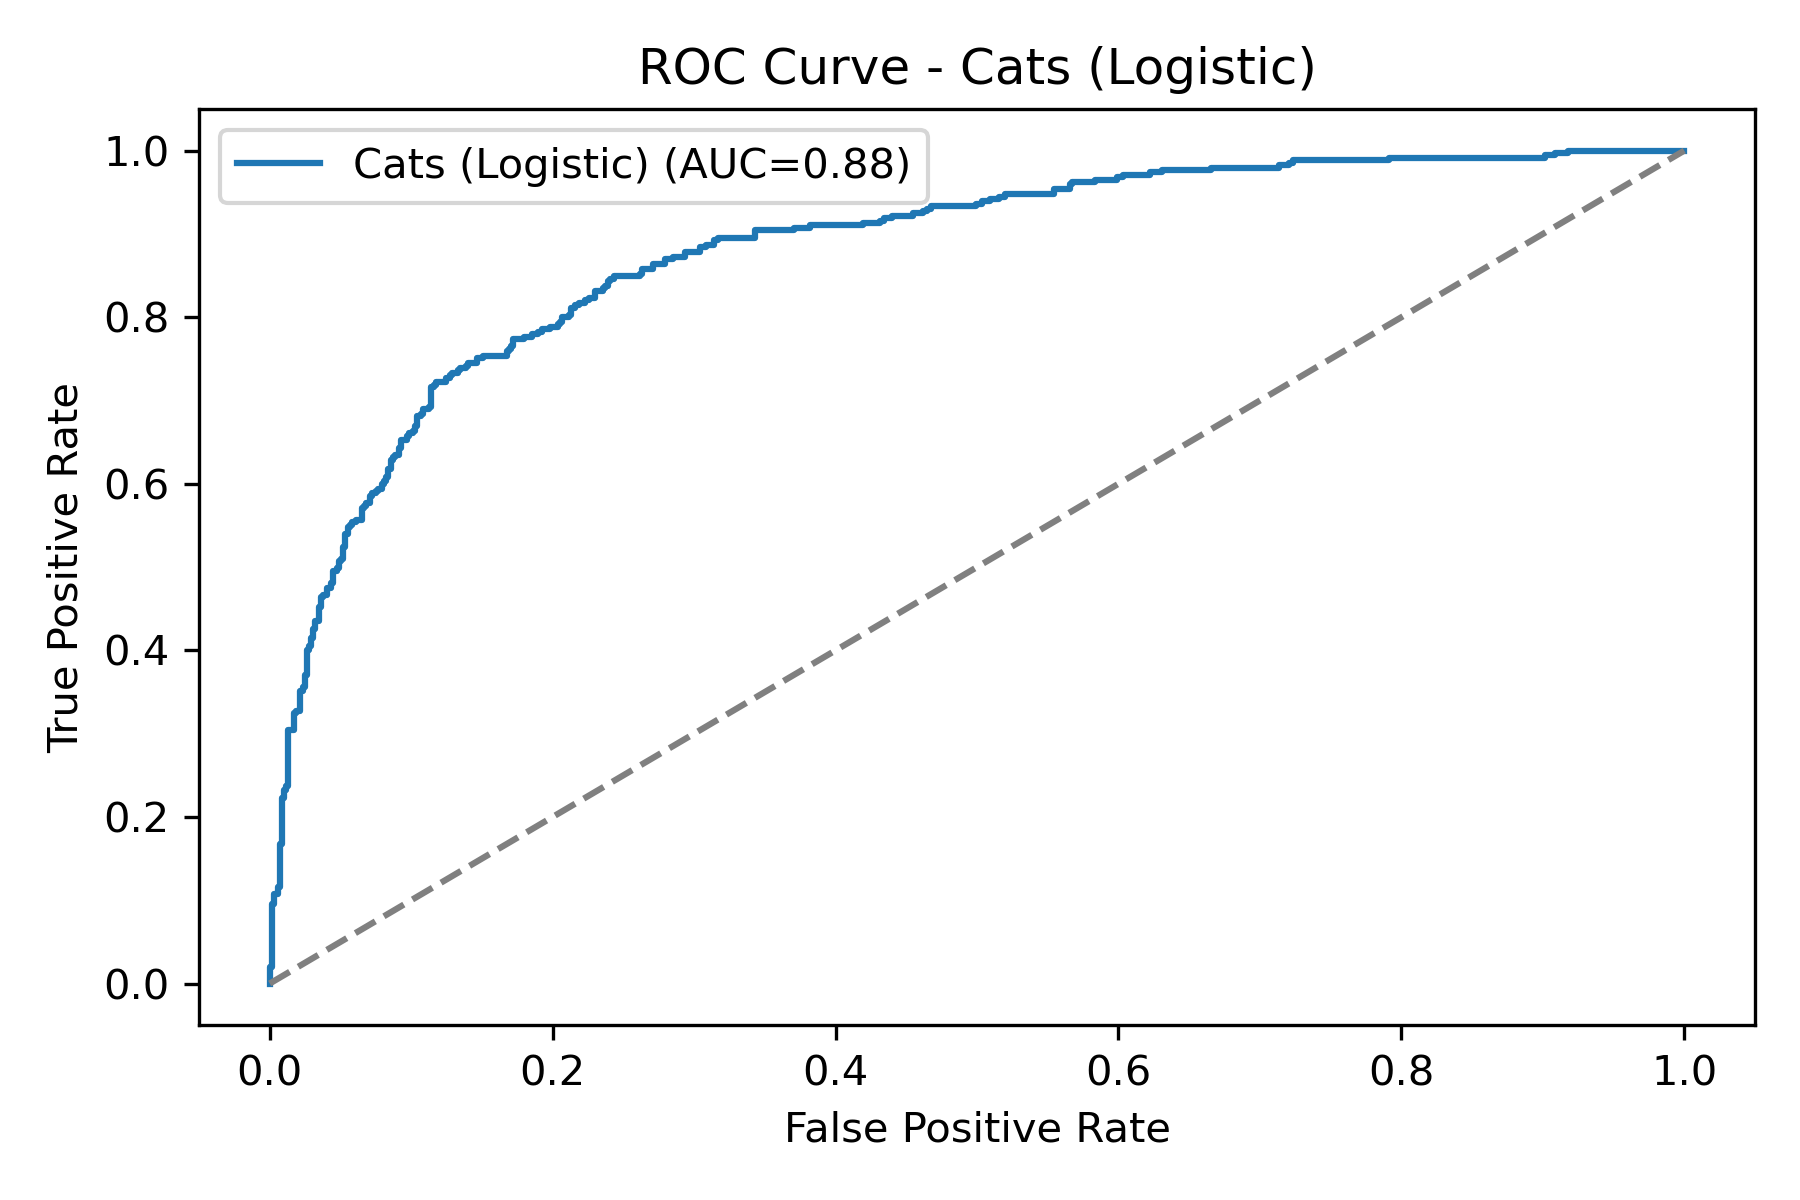 ROC Curve - Cats (Logistic)
Cats (Logistic) (AUC=0.88)
1.0
0.8
0.6
0.4
0.2
0.0
True Positive Rate
0.0 0.2 0.4 0.6 0.8 1.0
False Positive Rate